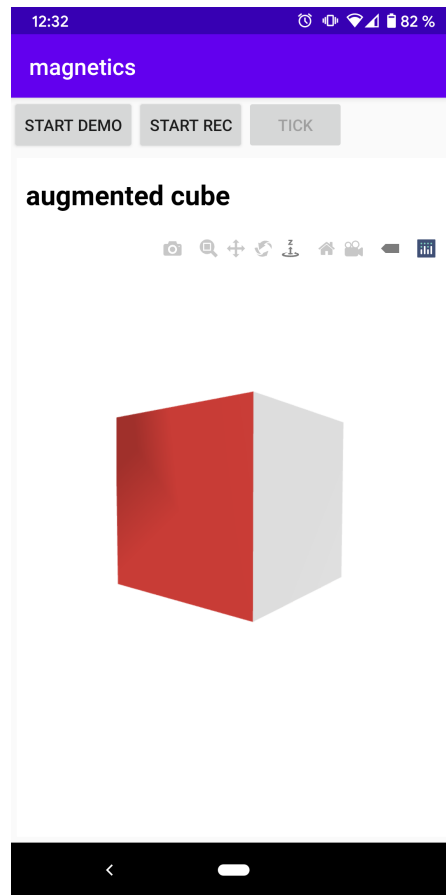 12:32 82 %
magnetics
START DEMO START REC TICK
augmented cube
z